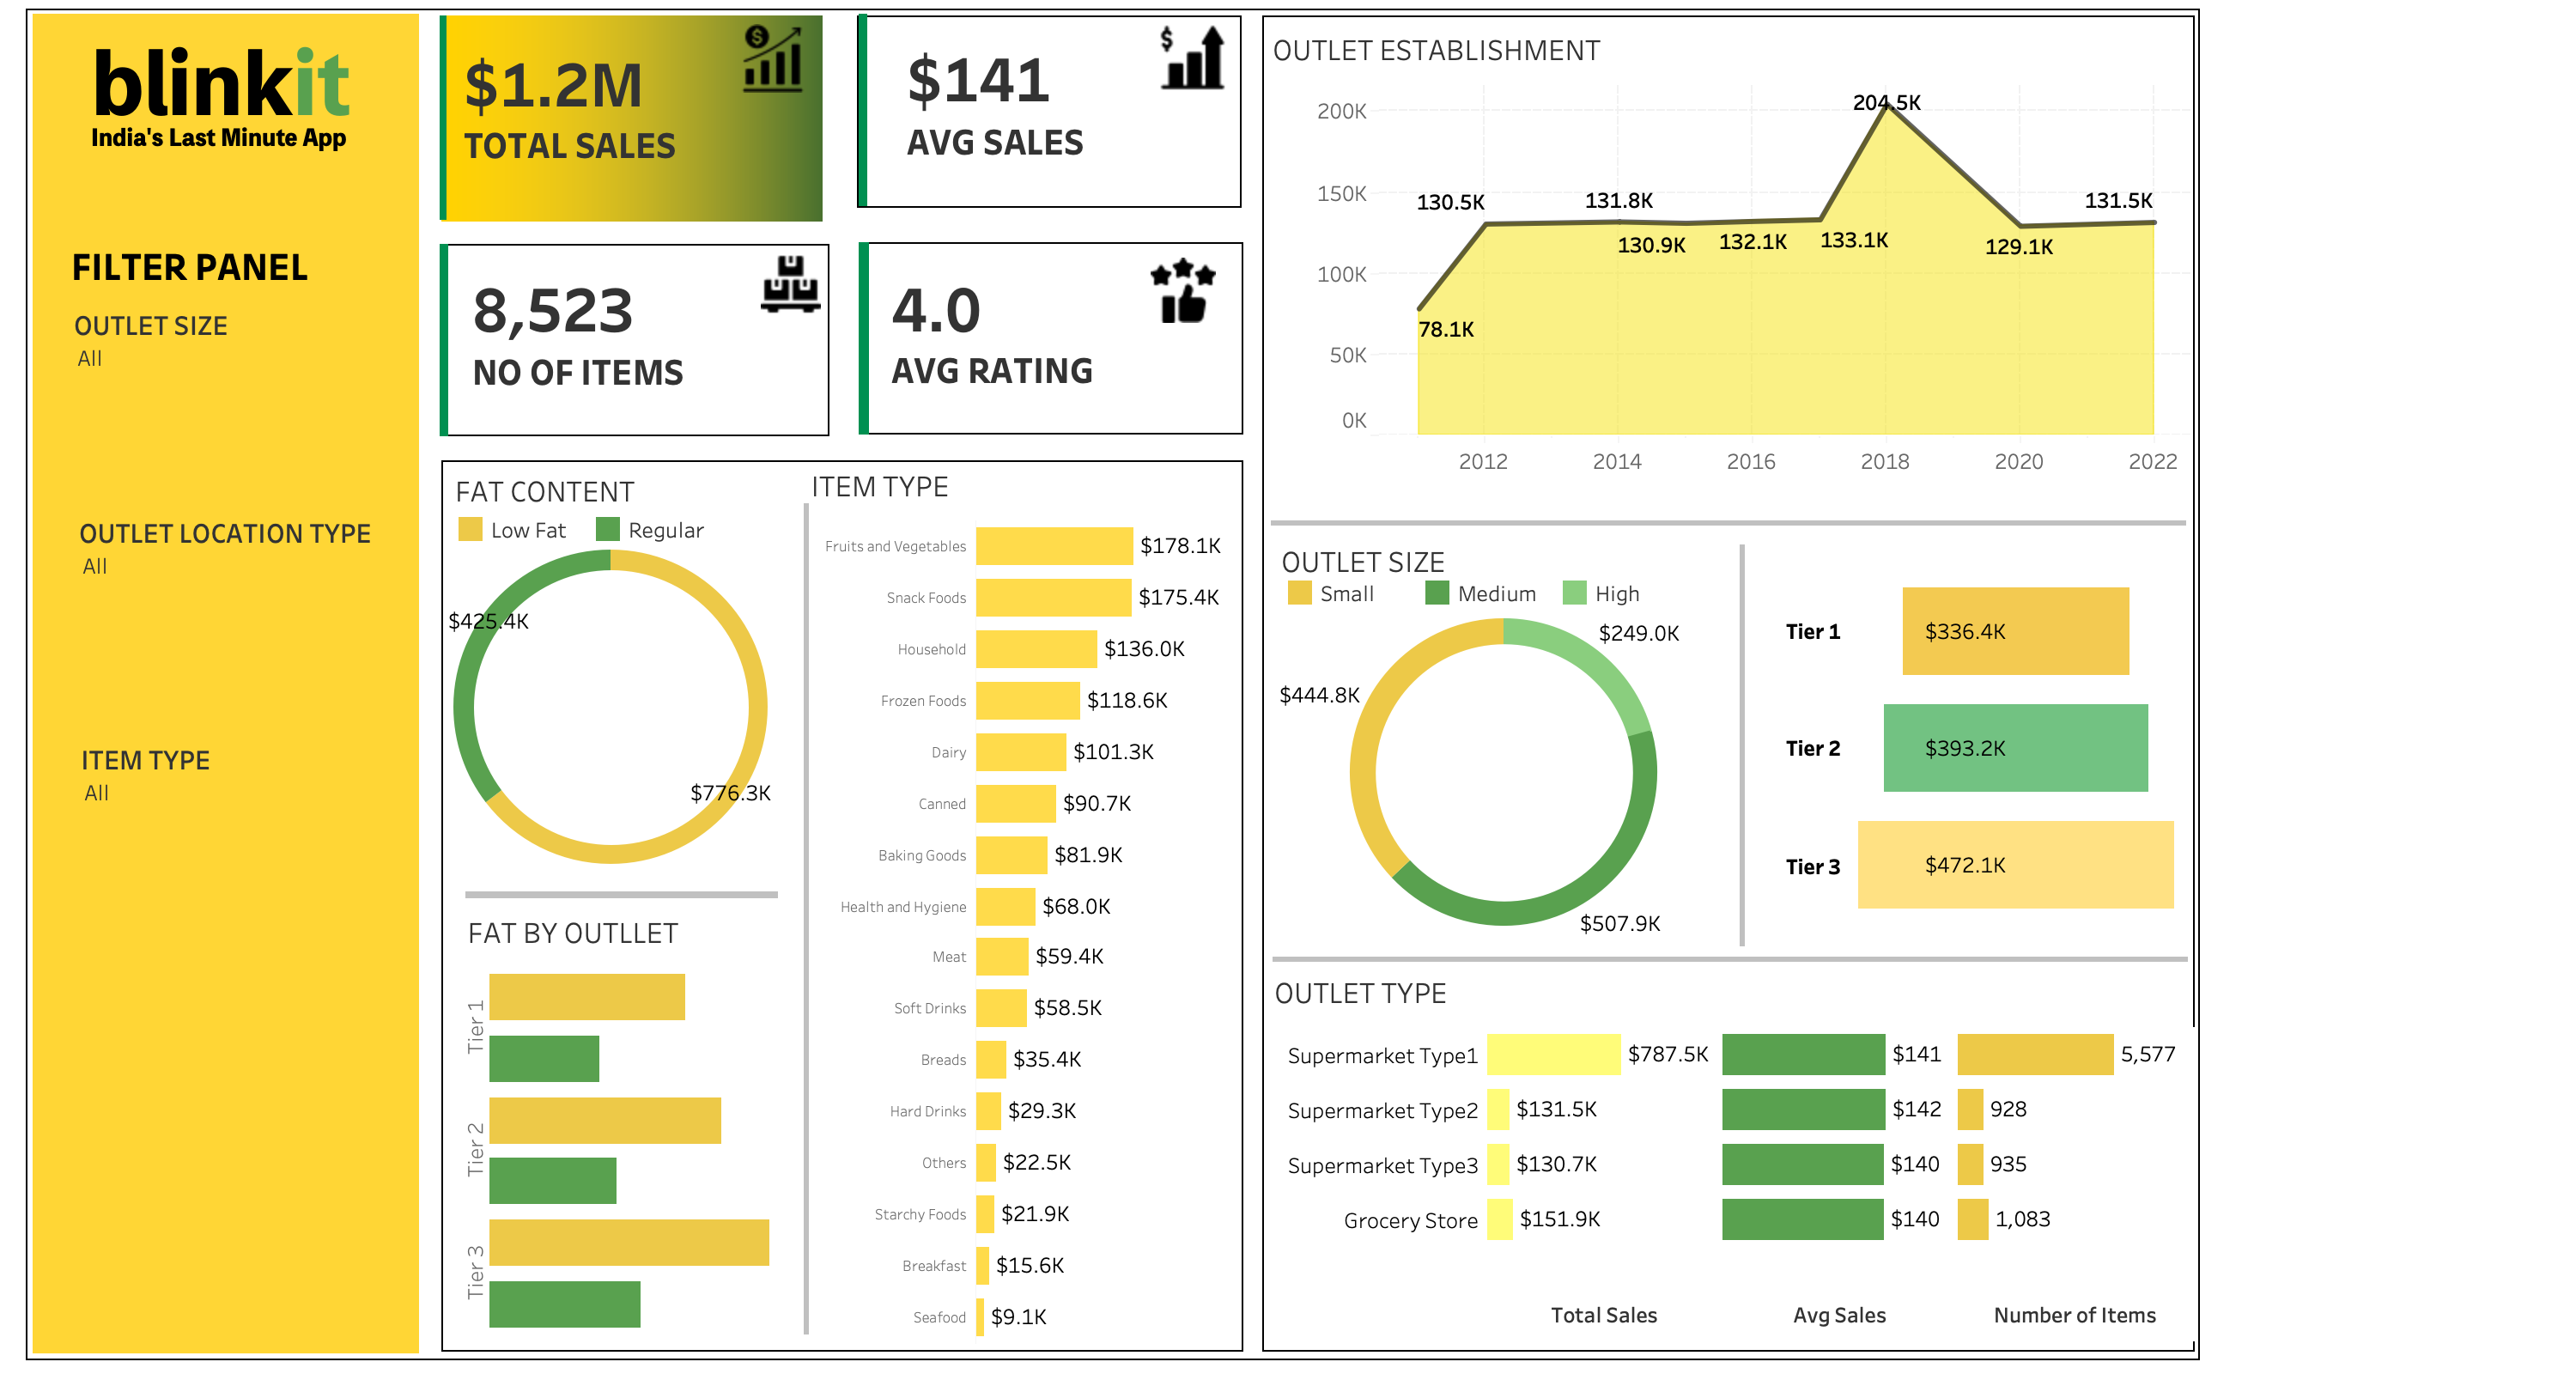 blinkit
India's Last Minute App
FILTER PANEL
OUTLET SIZE
All
OUTLET LOCATION TYPE
All
ITEM TYPE
All
$1.2M
TOTAL SALES
$
$141
AVG SALES
$
8,523
NO OF ITEMS
4.0
AVG RATING
FAT CONTENT
Low Fat Regular
$425.4K
$776.3K
FAT BY OUTLLET
Tier 1
Tier 2
Tier 3
ITEM TYPE
Fruits and Vegetables $178.1K
Snack Foods $175.4K
Household $136.0K
Frozen Foods $118.6K
Dairy $101.3K
Canned $90.7K
Baking Goods $81.9K
Health and Hygiene $68.0K
Meat $59.4K
Soft Drinks $58.5K
Breads $35.4K
Hard Drinks $29.3K
Others $22.5K
Starchy Foods $21.9K
Breakfast $15.6K
Seafood $9.1K
OUTLET ESTABLISHMENT
200K
150K
100K
50K
0K
204.5K
130.5K 131.8K 131.5K
130.9K 132.1K 133.1K 129.1K
78.1K
2012 2014 2016 2018 2020 2022
OUTLET SIZE
Small Medium High
$249.0K
$444.8K
$507.9K
Tier 1 $336.4K
Tier 2 $393.2K
Tier 3 $472.1K
OUTLET TYPE
Supermarket Type1 $787.5K $141 5,577
Supermarket Type2 $131.5K $142 928
Supermarket Type3 $130.7K $140 935
Grocery Store $151.9K $140 1,083
Total Sales Avg Sales Number of Items